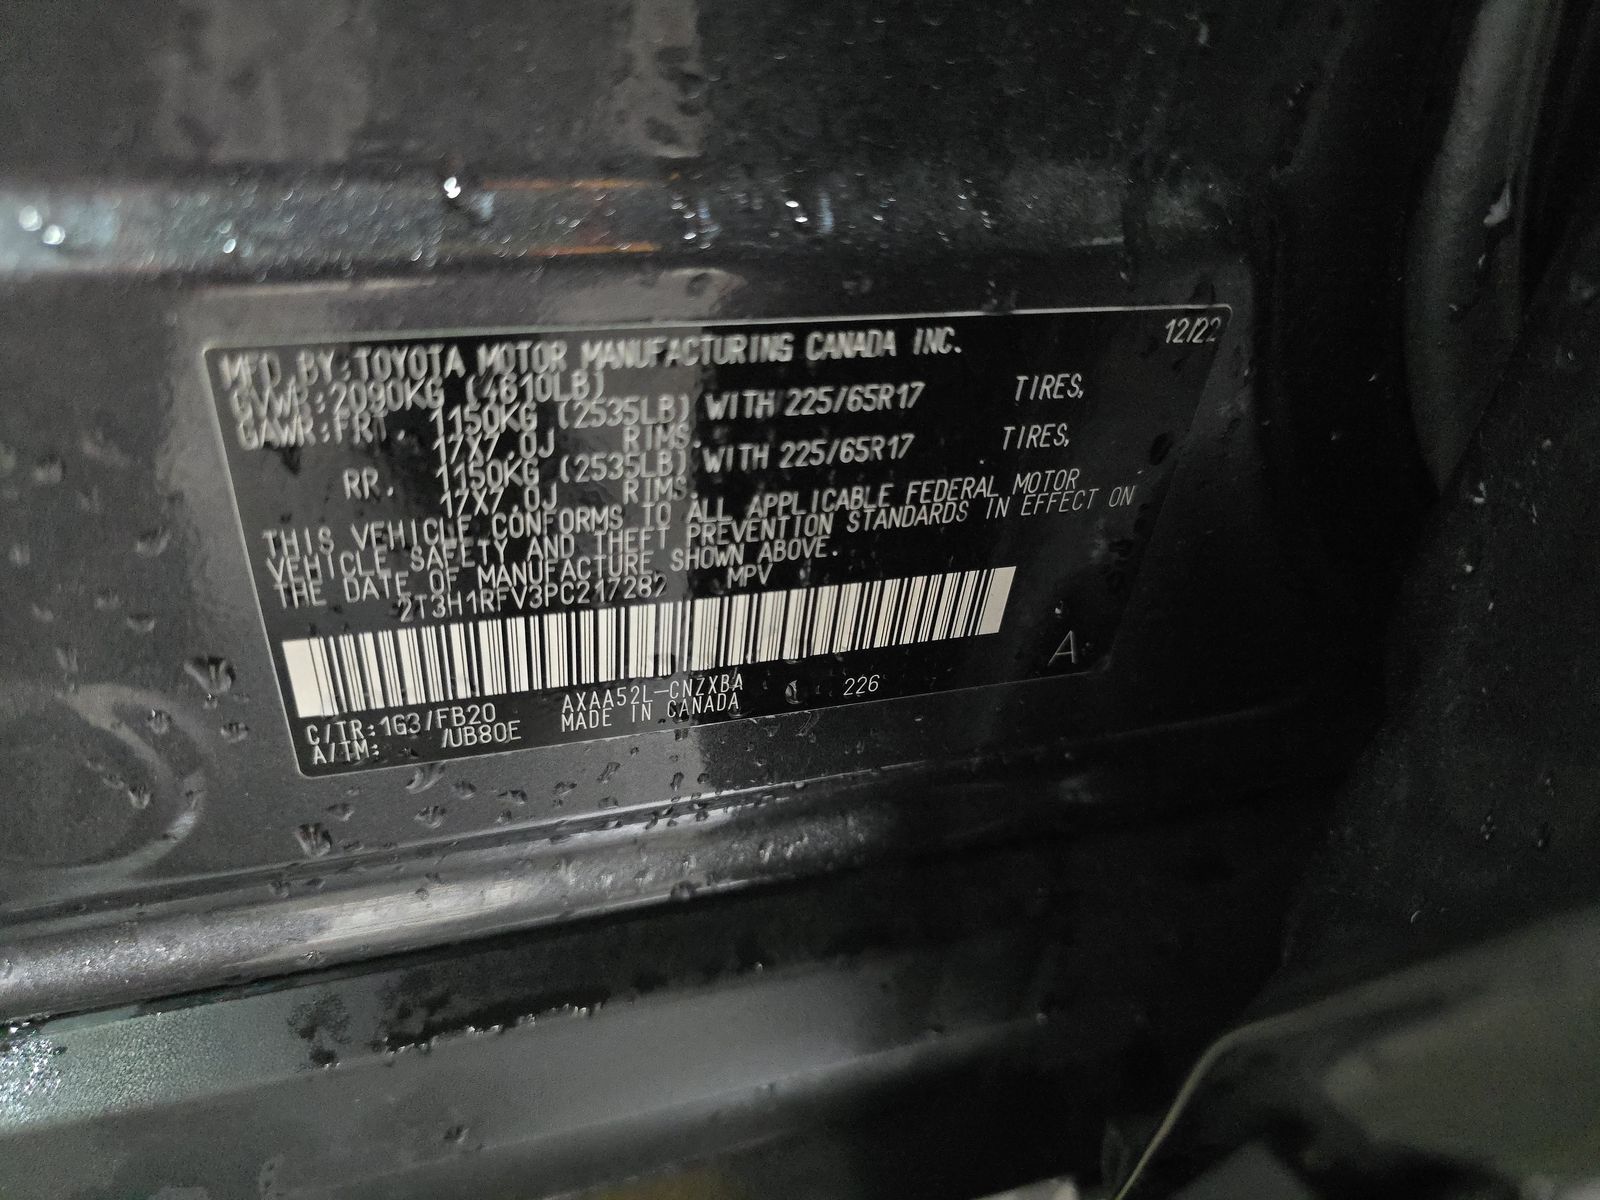 MFD BY:TOYOTA MOTOR MANUFACTURING CANADA INC. 12/22
GVWR:2090KG (4610LB)
GAWR:FRT. 1150KG (2535LB) WITH 225/65R17 TIRES,
17X7.0J RIMS.
RR. 1150KG (2535LB) WITH 225/65R17 TIRES,
17X7.0J RIMS.
THIS VEHICLE CONFORMS TO ALL APPLICABLE FEDERAL MOTOR
VEHICLE SAFETY AND THEFT PREVENTION STANDARDS IN EFFECT ON
THE DATE OF MANUFACTURE SHOWN ABOVE.
2T3H1RFV3PC217282 MPV
A
C/TR:1G3/FB20 AXAA52L-CNZXBA 226
A/TM: /UB80E MADE IN CANADA